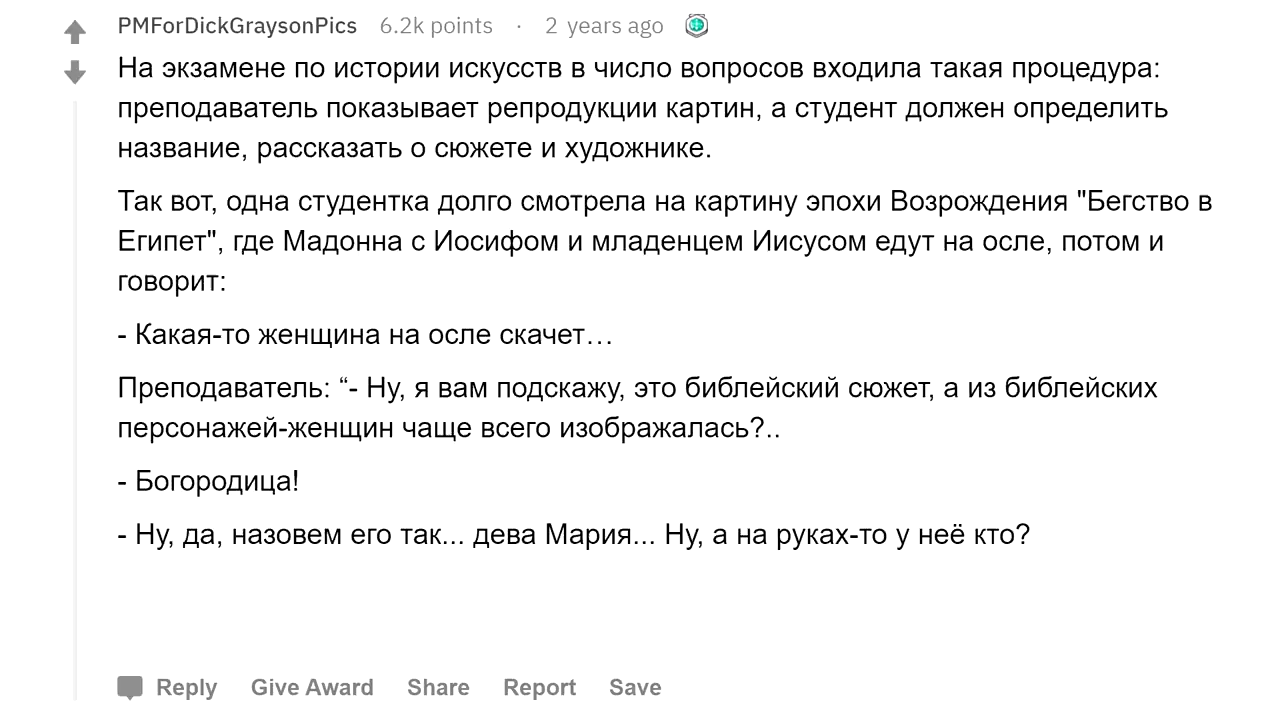 PMForDickGraysonPics 6.2k points · 2 years ago
На экзамене по истории искусств в число вопросов входила такая процедура:
преподаватель показывает репродукции картин, а студент должен определить
название, рассказать о сюжете и художнике.
Так вот, одна студентка долго смотрела на картину эпохи Возрождения "Бегство в
Египет", где Мадонна с Иосифом и младенцем Иисусом едут на осле, потом и
говорит:
- Какая-то женщина на осле скачет…
Преподаватель: “- Ну, я вам подскажу, это библейский сюжет, а из библейских
персонажей-женщин чаще всего изображалась?..
- Богородица!
- Ну, да, назовем его так... дева Мария... Ну, а на руках-то у неё кто?
Reply Give Award Share Report Save